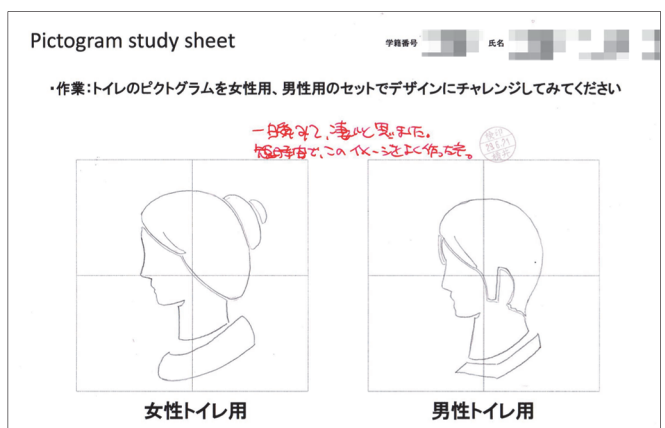 Pictogram study sheet
学籍番号 氏名
・作業：トイレのピクトグラムを女性用、男性用のセットでデザインにチャレンジしてみてください
一瞬みて、凄いと思いました。
短時間で、このイメージをよく作った
女性トイレ用 男性トイレ用